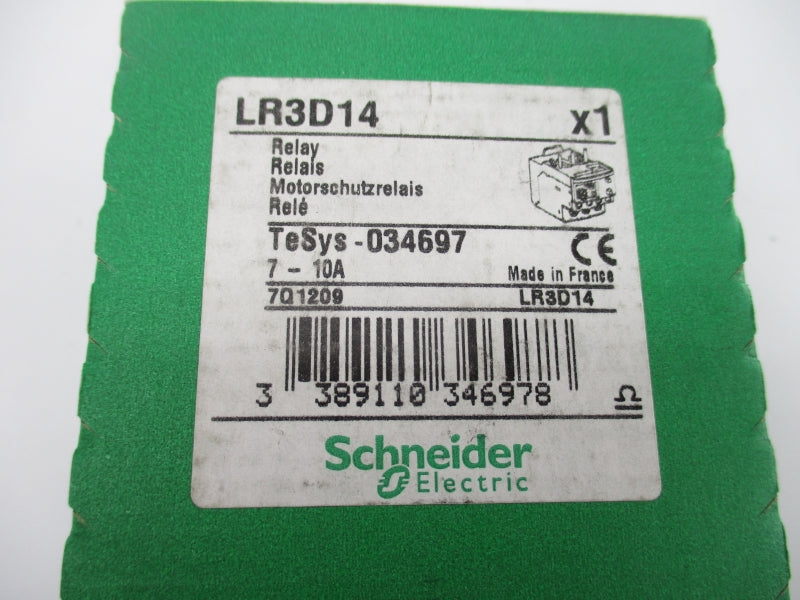 LR3D14 x1
Relay
Relais
Motorschutzrelais
Relé
TeSys-034697 CE
7 - 10A Made in France
7Q1209 LR3D14
3 389110 346978
Schneider
Electric